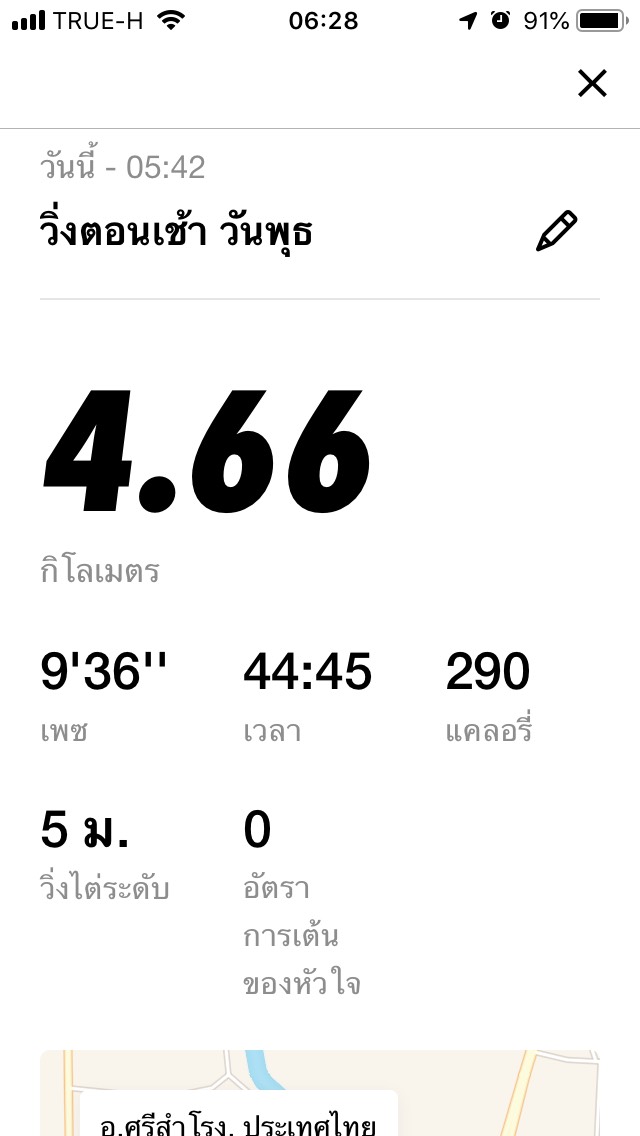 TRUE-H 06:28 91%
วันนี้ - 05:42
วิ่งตอนเช้า วันพุธ
4.66
กิโลเมตร
9'36'' 44:45 290
เพซ เวลา แคลอรี่
5 ม. 0
วิ่งไต่ระดับ อัตรา
การเต้น
ของหัวใจ
อ.ศรีสำโรง, ประเทศไทย